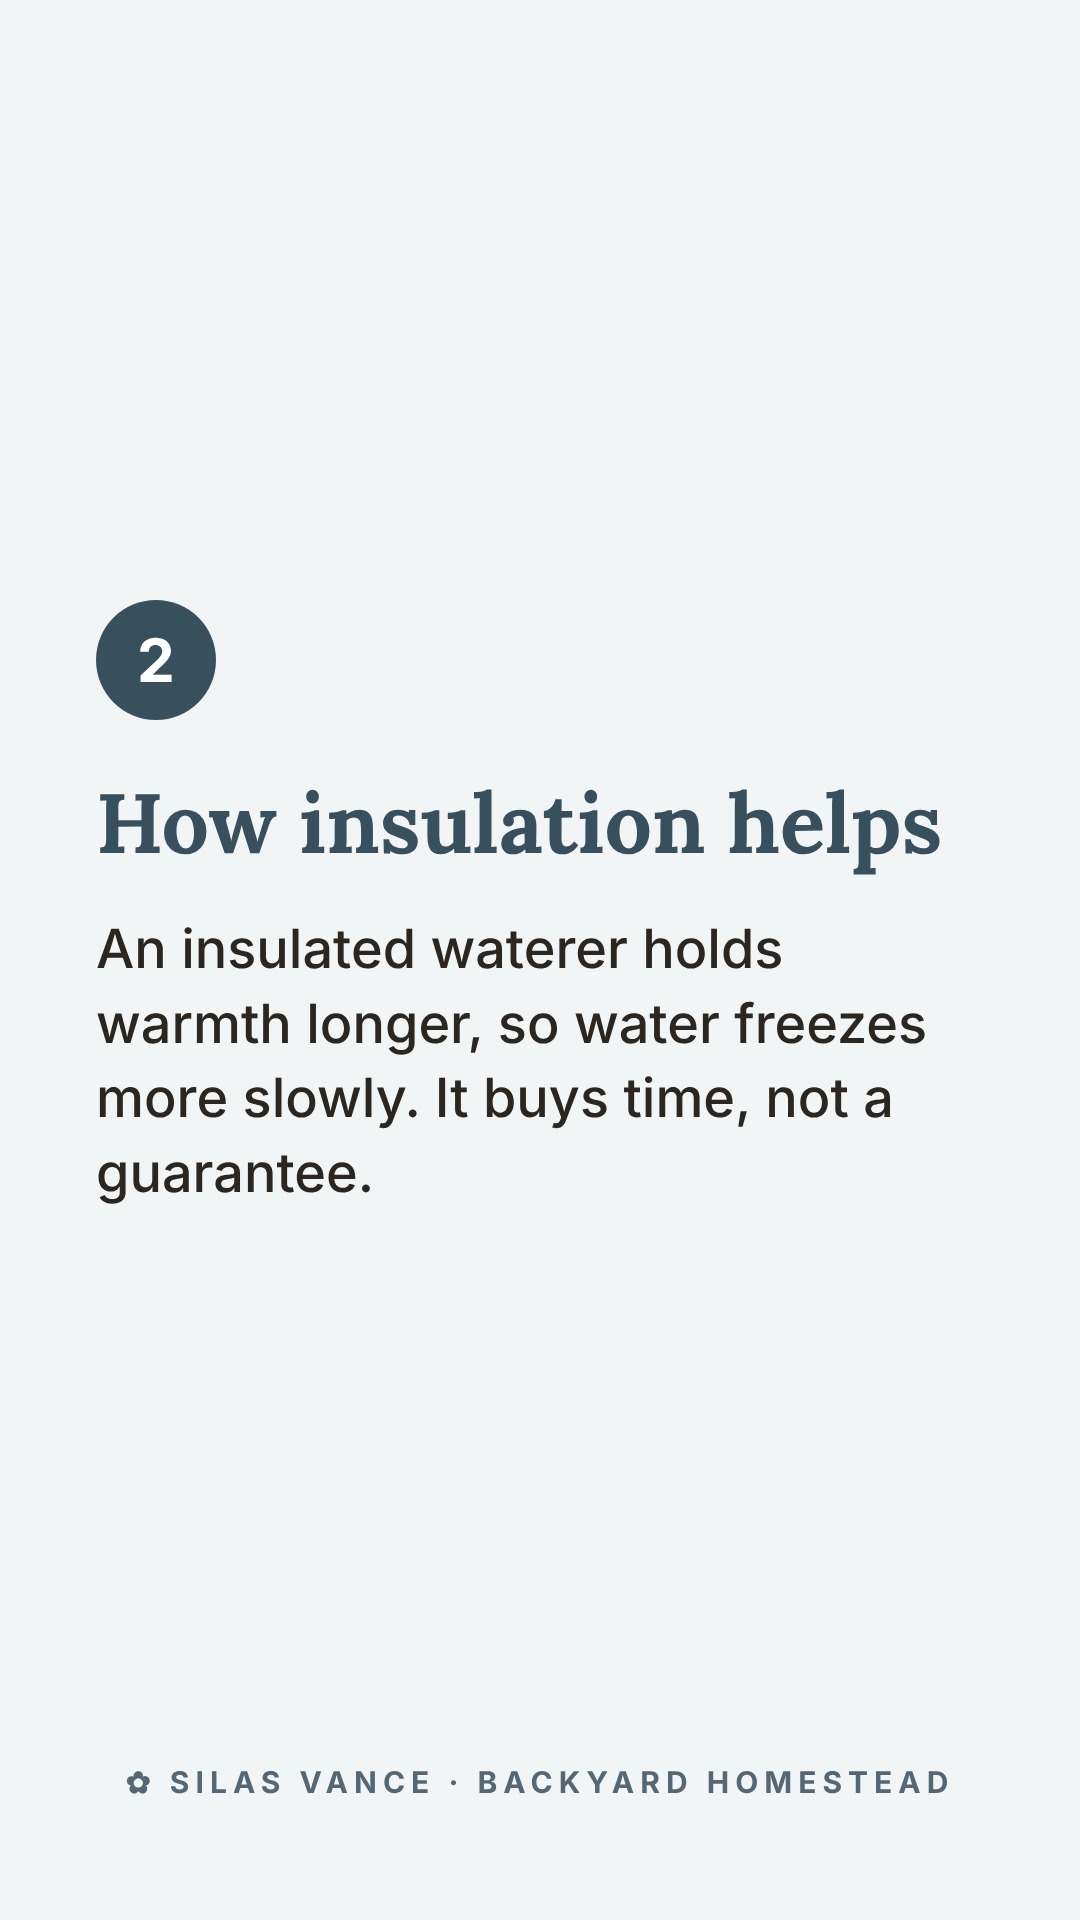 2
How insulation helps
An insulated waterer holds
warmth longer, so water freezes
more slowly. It buys time, not a
guarantee.
✿ SILAS VANCE · BACKYARD HOMESTEAD